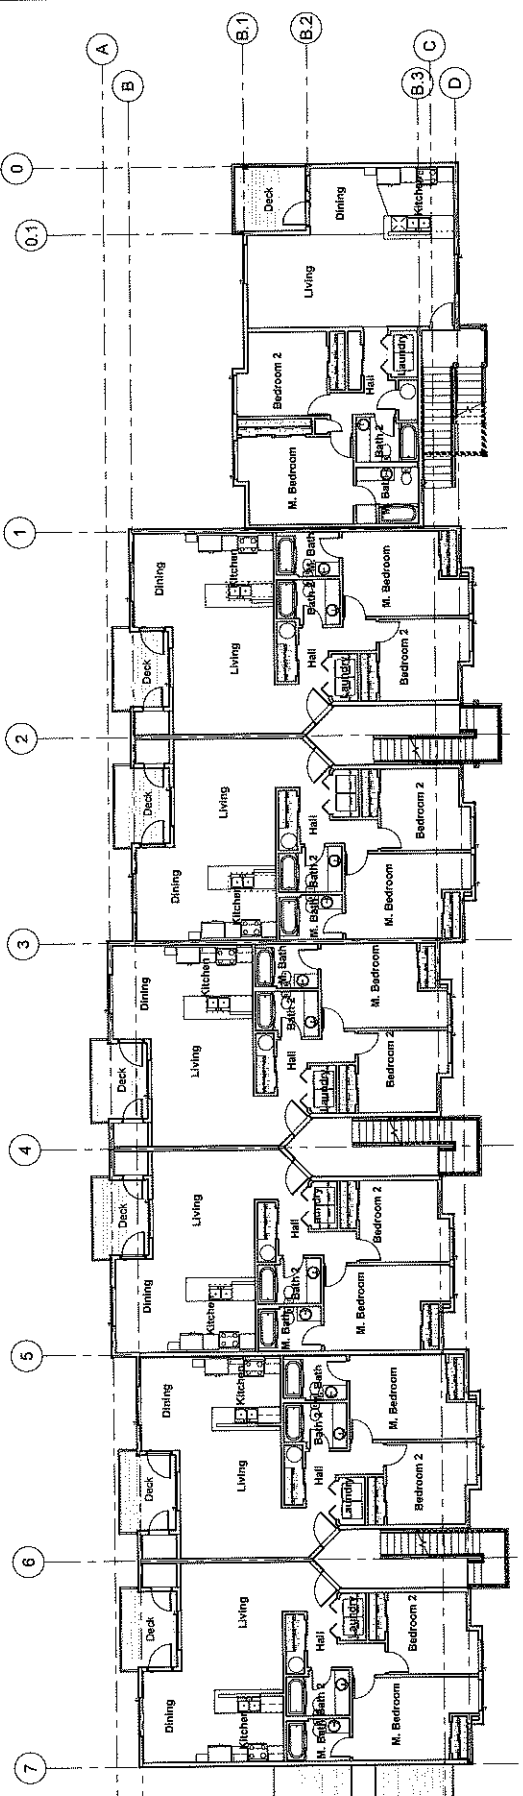 A
B
B.1
B.2
B.3
C
D
0
0.1
Deck
Dining
Kitchen
Living
Bedroom 2
Hall
Laundry
M. Bedroom
Bath 2
M. Bath
1
Dining
Kitchen
M. Bath
M. Bedroom
Deck
Living
Bath 2
Hall
Laundry
Bedroom 2
2
Deck
Living
Hall
Bedroom 2
Dining
Kitchen
Bath 2
M. Bath
M. Bedroom
3
Dining
Kitchen
M. Bath
M. Bedroom
Deck
Living
Bath 2
Hall
Laundry
Bedroom 2
4
Deck
Living
Hall
Laundry
Bedroom 2
Dining
Kitchen
Bath 2
M. Bath
M. Bedroom
5
Dining
Kitchen
M. Bath
M. Bedroom
Deck
Living
Bath 2
Hall
Laundry
Bedroom 2
6
Deck
Living
Hall
Laundry
Bedroom 2
Dining
Kitchen
Bath 2
M. Bath
M. Bedroom
7